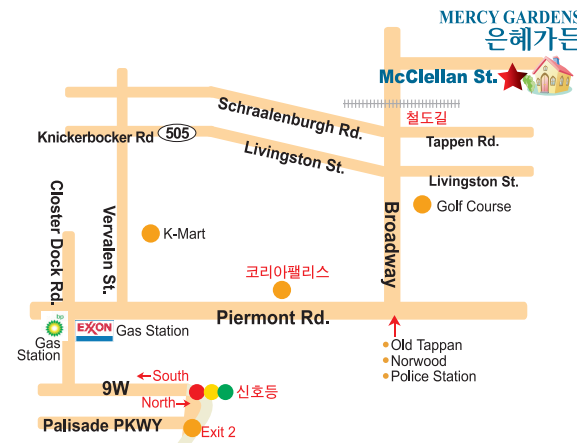 MERCY GARDENS
은혜가든
McClellan St.
철도길
Schraalenburgh Rd.
Tappen Rd.
Knickerbocker Rd
505
Livingston St.
Livingston St.
Closter Dock Rd.
Vervalen St.
Broadway
Golf Course
K-Mart
코리아팰리스
Piermont Rd.
bp
Gas
Station
EXXON
Gas Station
Old Tappan
Norwood
Police Station
South
9W
North
신호등
Palisade PKWY
Exit 2